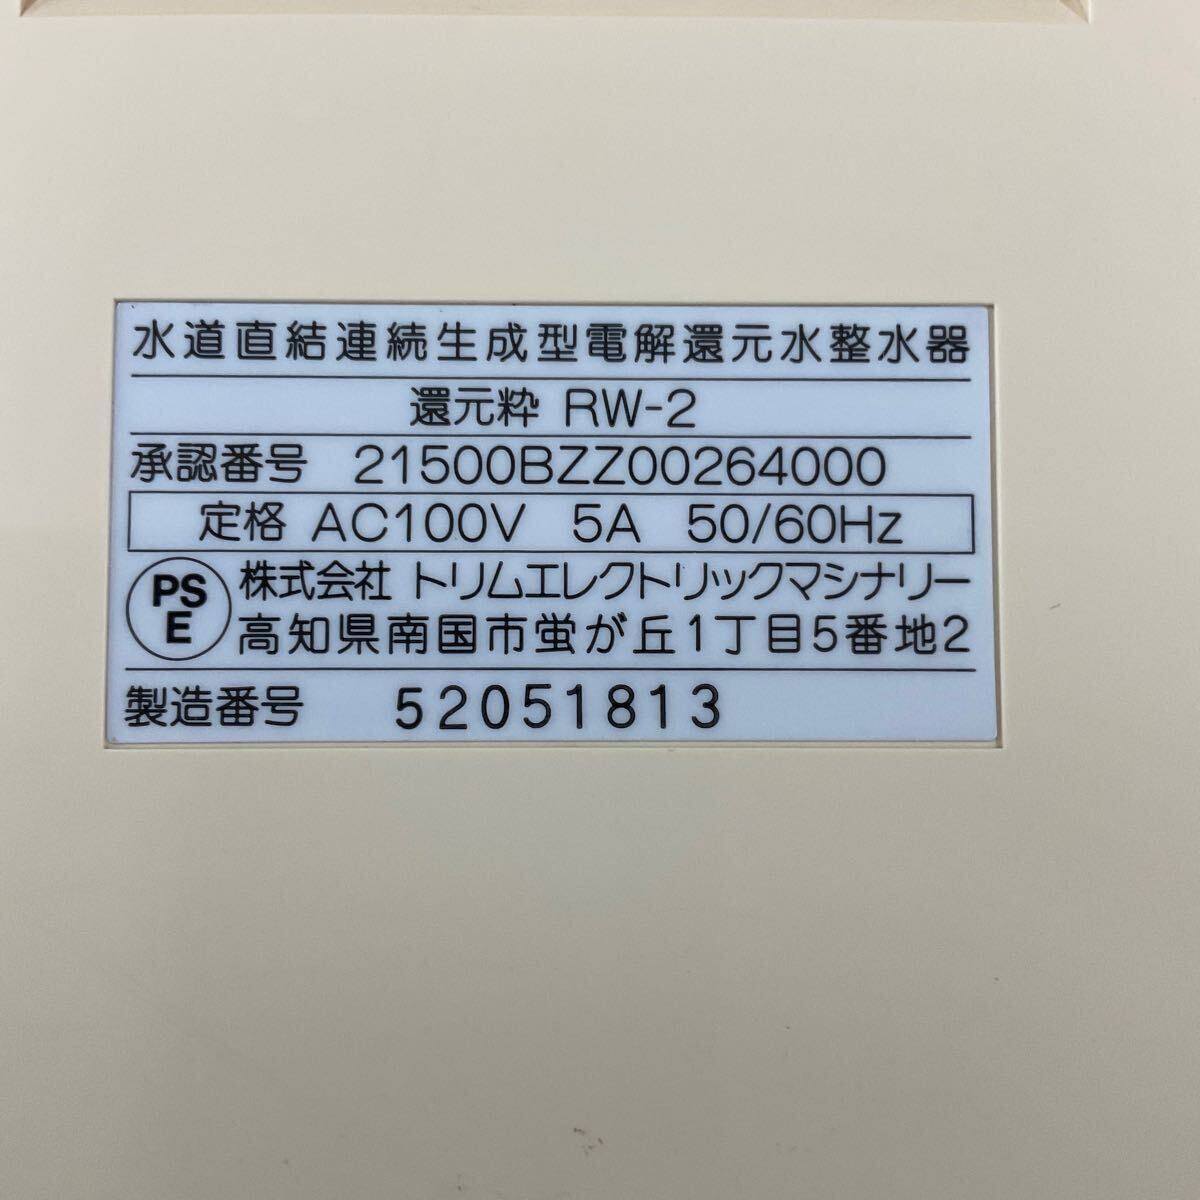 水道直結連続生成型電解還元水整水器
還元粋 RW-2
承認番号 21500BZZ00264000
定格 AC100V 5A 50/60Hz
PS
E
株式会社 トリムエレクトリックマシナリー
高知県南国市蛍が丘1丁目5番地2
製造番号 52051813